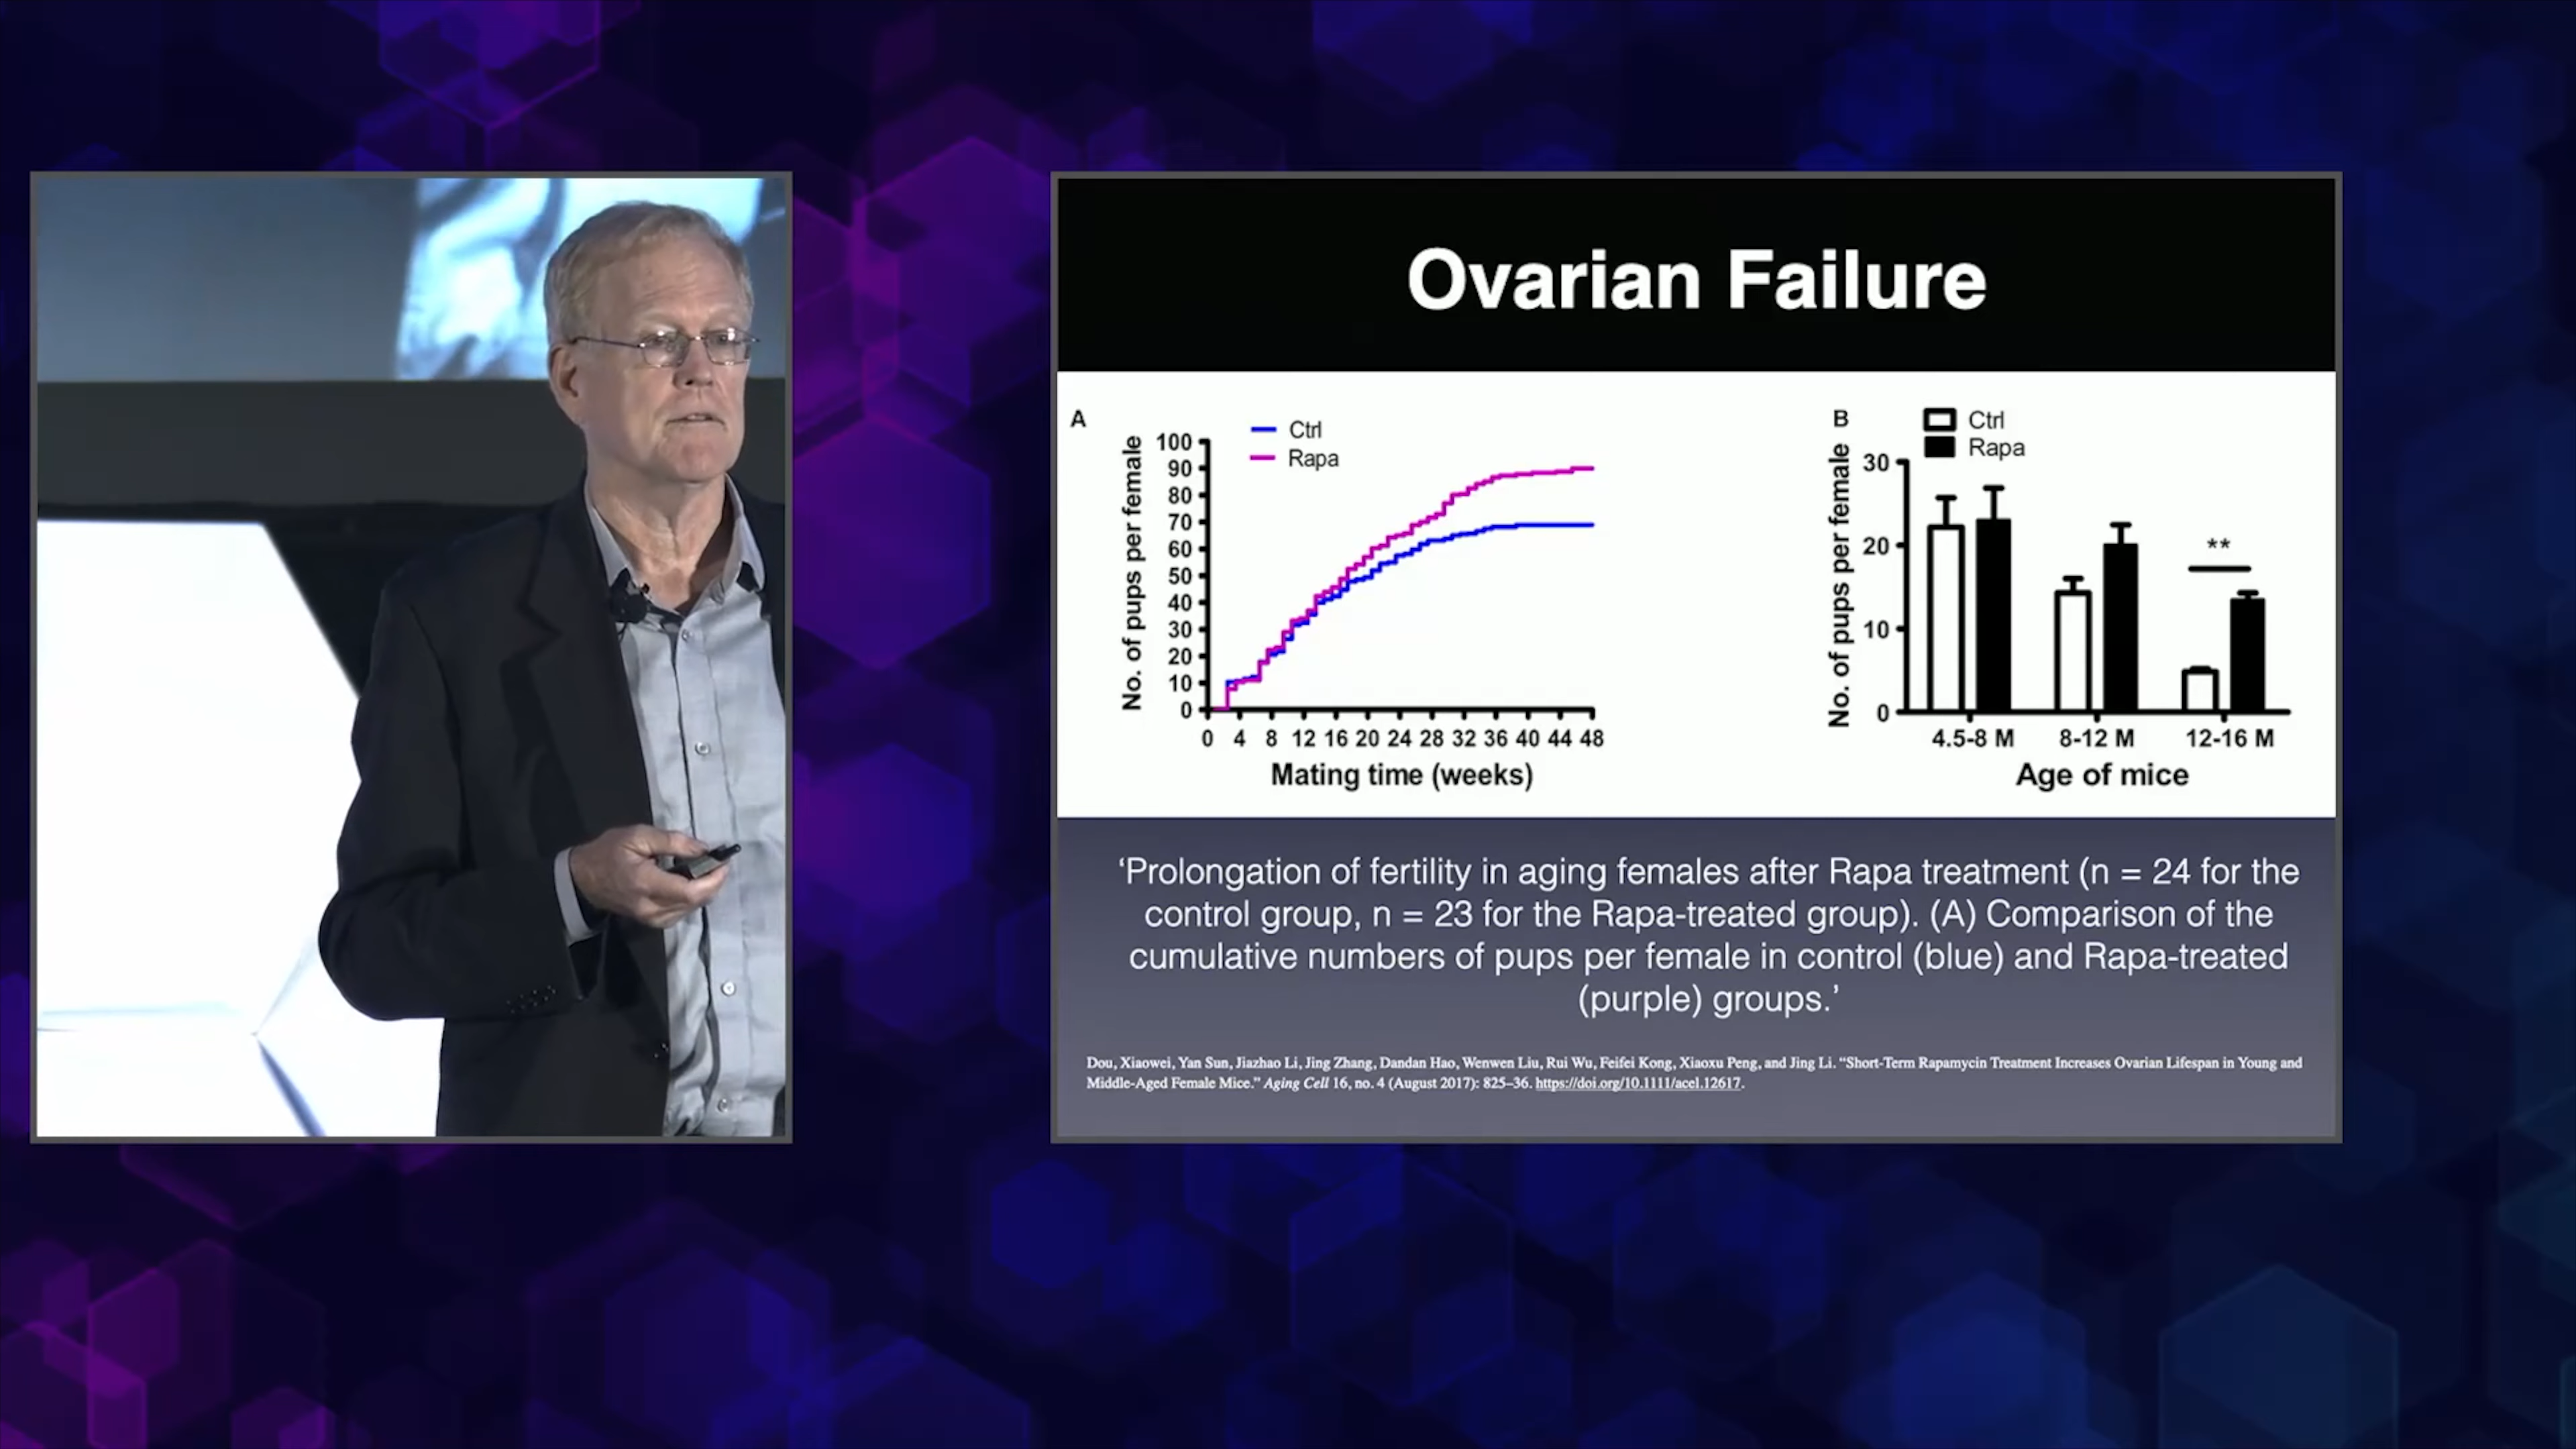 Ovarian Failure
A
Ctrl
Rapa
No. of pups per female
100
90
80
70
60
50
40
30
20
10
0
0 4 8 12 16 20 24 28 32 36 40 44 48
Mating time (weeks)
B
Ctrl
Rapa
No. of pups per female
30
20
10
0
**
4.5-8 M 8-12 M 12-16 M
Age of mice
‘Prolongation of fertility in aging females after Rapa treatment (n = 24 for the
control group, n = 23 for the Rapa-treated group). (A) Comparison of the
cumulative numbers of pups per female in control (blue) and Rapa-treated
(purple) groups.’
Dou, Xiaowei, Yan Sun, Jiazhao Li, Jing Zhang, Dandan Hao, Wenwen Liu, Rui Wu, Feifei Kong, Xiaoxu Peng, and Jing Li. “Short-Term Rapamycin Treatment Increases Ovarian Lifespan in Young and
Middle-Aged Female Mice.” Aging Cell 16, no. 4 (August 2017): 825–36. https://doi.org/10.1111/acel.12617.